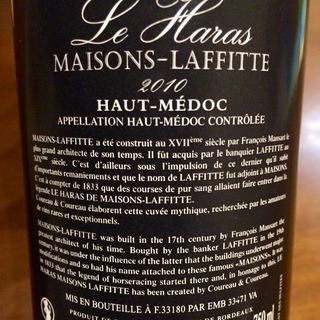 Le Haras
MAISONS-LAFFITTE
2010
HAUT-MÉDOC
APPELLATION HAUT-MÉDOC CONTRÔLÉE
MAISONS-LAFFITTE a été construit au XVIIème siècle par François Mansart le
plus grand architecte de son temps. Il fût acquis par le banquier LAFFITTE au
XIXème siècle. C'est d'ailleurs sous l'impulsion de ce dernier qu'il subit
d'importants remaniements et que le nom de LAFFITTE fut adjoint à MAISONS.
C'est à compter de 1833 que des courses de pur sang allaient faire entrer dans la
légende LE HARAS DE MAISONS-LAFFITTE.
Coureau & Coureau élaborent cette cuvée mythique, recherchée par les amateurs
de vins rares et exceptionnels.
MAISONS-LAFFITTE was built in the 17th century by François Mansart the
greatest architect of his time. Bought by the banker LAFFITTE in the 19th
century, it was under the influence of the latter that the buildings underwent major
modifications and so had his name attached to these famous «MAISONS». It was
in 1833 that the legend of horseracing started there and, in homage to this, LE
HARAS MAISONS LAFFITTE has been created by Coureau & Coureau
MIS EN BOUTEILLE À F.33180 PAR EMB 33471 VA
PRODUIT DE BORDEAUX
750 ml